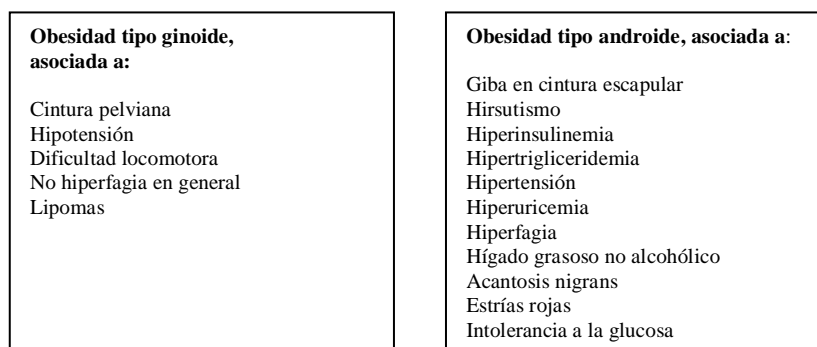 Obesidad tipo ginoide,
asociada a:
Cintura pelviana
Hipotensión
Dificultad locomotora
No hiperfagia en general
Lipomas
Obesidad tipo androide, asociada a:
Giba en cintura escapular
Hirsutismo
Hiperinsulinemia
Hipertrigliceridemia
Hipertensión
Hiperuricemia
Hiperfagia
Hígado grasoso no alcohólico
Acantosis nigrans
Estrías rojas
Intolerancia a la glucosa